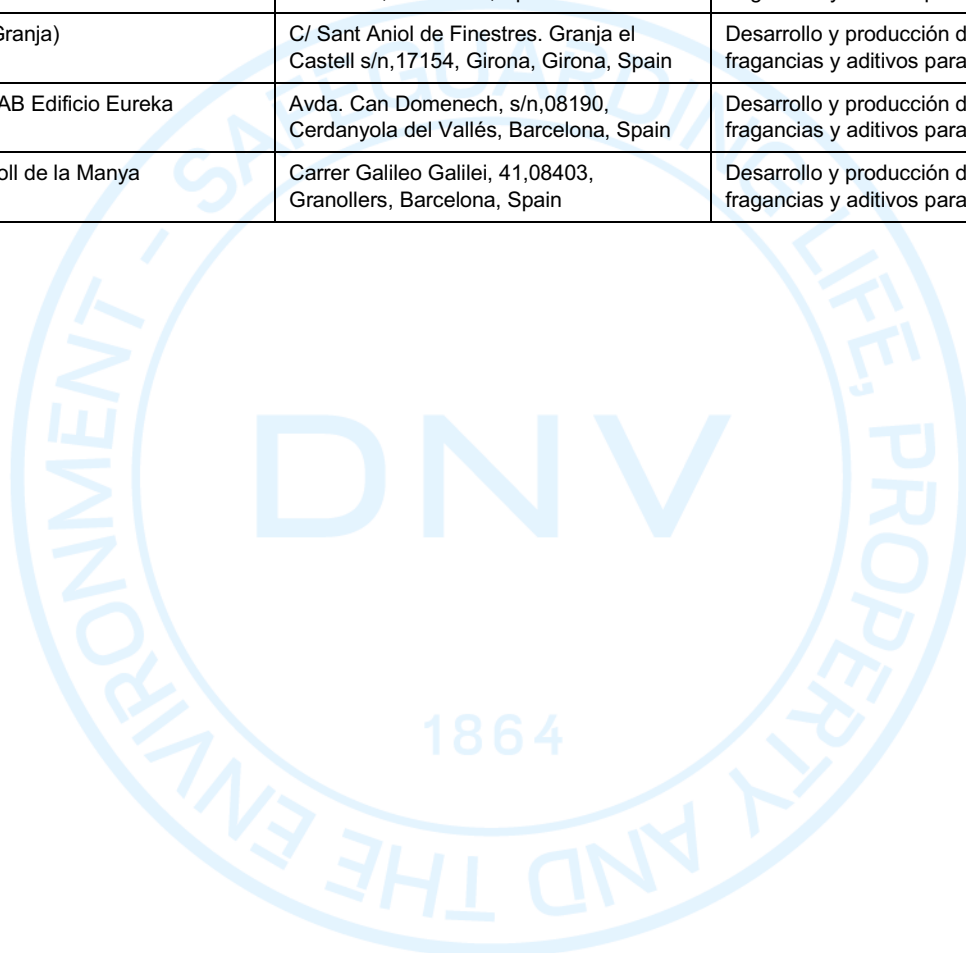 Granja)
C/ Sant Aniol de Finestres. Granja el
Castell s/n,17154, Girona, Girona, Spain
Desarrollo y producción d
fragancias y aditivos para
AB Edificio Eureka
Avda. Can Domenech, s/n,08190,
Cerdanyola del Vallés, Barcelona, Spain
Desarrollo y producción d
fragancias y aditivos para
oll de la Manya
Carrer Galileo Galilei, 41,08403,
Granollers, Barcelona, Spain
Desarrollo y producción d
fragancias y aditivos para
SAFEGUARDING LIFE, PROPERTY AND THE ENVIRONMENT -
DNV
1864